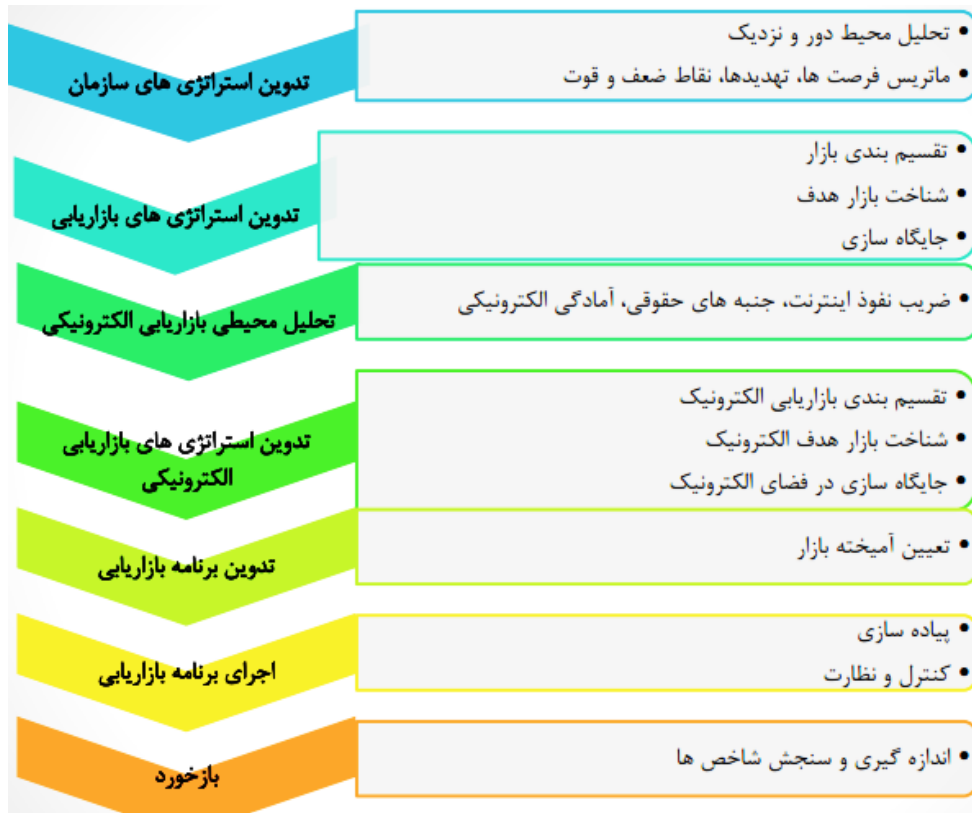 تدوین استراتژی های سازمان
• تحلیل محیط دور و نزدیک
• ماتریس فرصت ها، تهدیدها، نقاط ضعف و قوت
تدوین استراتژی های بازاریابی
• تقسیم بندی بازار
• شناخت بازار هدف
• جایگاه سازی
تحلیل محیطی بازاریابی الکترونیکی
• ضریب نفوذ اینترنت، جنبه های حقوقی، آمادگی الکترونیکی
تدوین استراتژی های بازاریابی
الکترونیکی
• تقسیم بندی بازاریابی الکترونیک
• شناخت بازار هدف الکترونیک
• جایگاه سازی در فضای الکترونیک
تدوین برنامه بازاریابی
• تعیین آمیخته بازار
اجرای برنامه بازاریابی
• پیاده سازی
• کنترل و نظارت
بازخورد
• اندازه گیری و سنجش شاخص ها